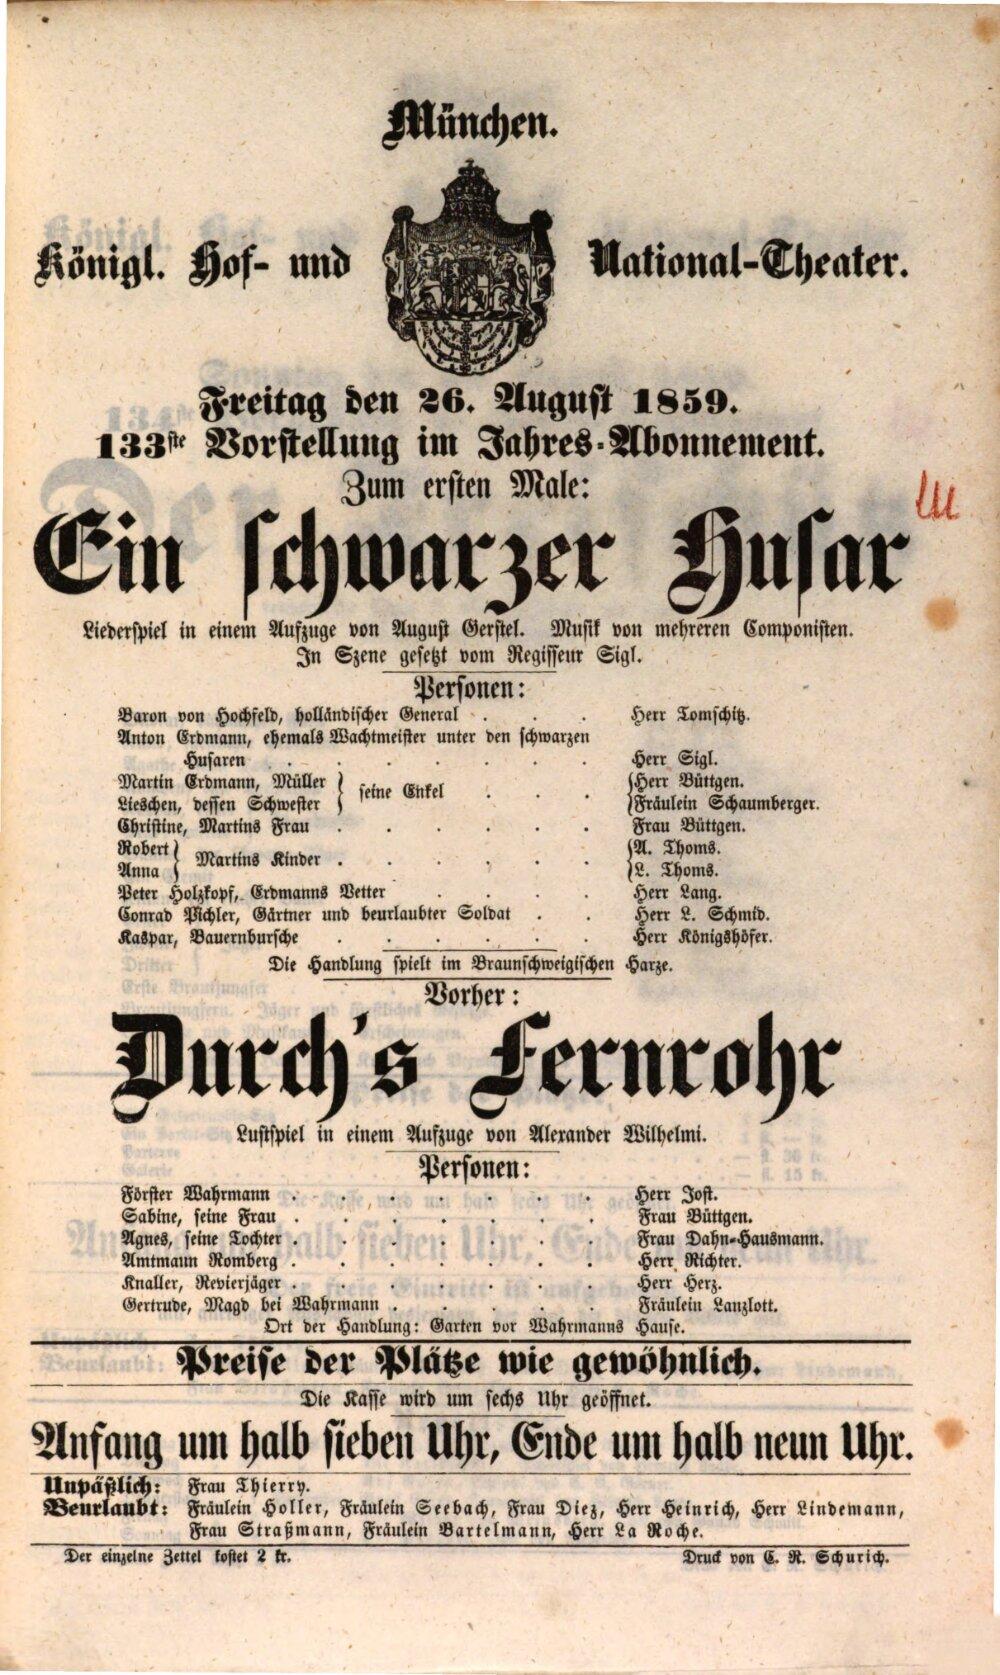 München.
Königl. Hof- und National-Theater.
Freitag den 26. August 1859.
133ste Vorstellung im Jahres-Abonnement.
Zum ersten Male:
Ein schwarzer Husar
Liederspiel in einem Aufzuge von August Gerstel. Musik von mehreren Componisten.
In Szene gesetzt vom Regisseur Sigl.
Personen:
Baron von Hochfeld, holländischer General . . . Herr Tomschitz.
Anton Erdmann, ehemals Wachtmeister unter den schwarzen
Husaren . . . . . . Herr Sigl.
Martin Erdmann, Müller } seine Enkel . . . {Herr Büttgen.
Lieschen, dessen Schwester } {Fräulein Schaumberger.
Christine, Martins Frau . . . . . . Frau Büttgen.
Robert } Martins Kinder . . . . . . {A. Thoms.
Anna } {L. Thoms.
Peter Holzkopf, Erdmanns Vetter . . . . Herr Lang.
Conrad Pichler, Gärtner und beurlaubter Soldat . . Herr L. Schmid.
Kaspar, Bauernbursche . . . . . . Herr Königshöfer.
Die Handlung spielt im Braunschweigischen Harze.
Vorher:
Durch's Fernrohr
Lustspiel in einem Aufzuge von Alexander Wilhelmi.
Personen:
Förster Wahrmann . . . . . . . Herr Jost.
Sabine, seine Frau . . . . . . . Frau Büttgen.
Agnes, seine Tochter . . . . . . . Frau Dahn-Hausmann.
Amtmann Romberg . . . . . . . Herr Richter.
Knaller, Revierjäger . . . . . . . Herr Herz.
Gertrude, Magd bei Wahrmann . . . . . Fräulein Lanzlott.
Ort der Handlung: Garten vor Wahrmanns Hause.
Preise der Plätze wie gewöhnlich.
Die Kasse wird um sechs Uhr geöffnet.
Anfang um halb sieben Uhr, Ende um halb neun Uhr.
Unpäßlich: Frau Thierry.
Beurlaubt: Fräulein Holler, Fräulein Seebach, Frau Diez, Herr Heinrich, Herr Lindemann,
Frau Straßmann, Fräulein Bartelmann, Herr La Roche.
Der einzelne Zettel kostet 2 kr. Druck von C. R. Schurich.